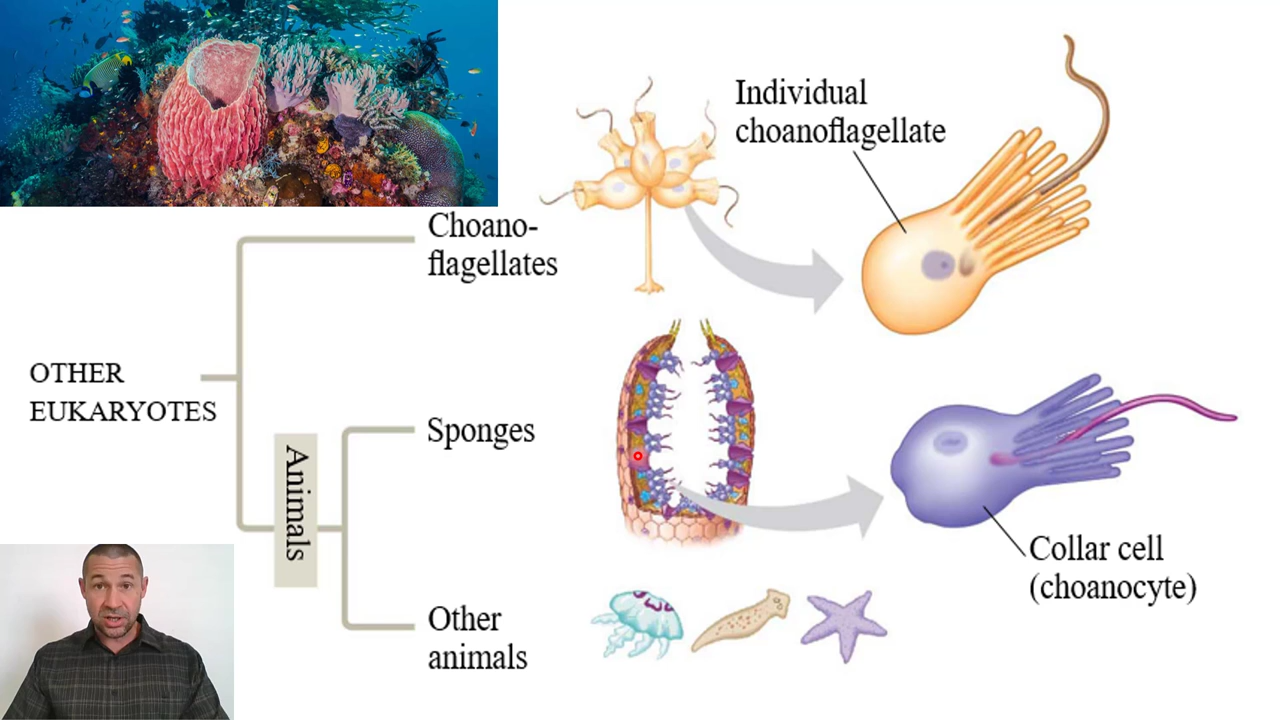 Individual
choanoflagellate
Choano-
flagellates
OTHER
EUKARYOTES
Animals
Sponges
Collar cell
(choanocyte)
Other
animals